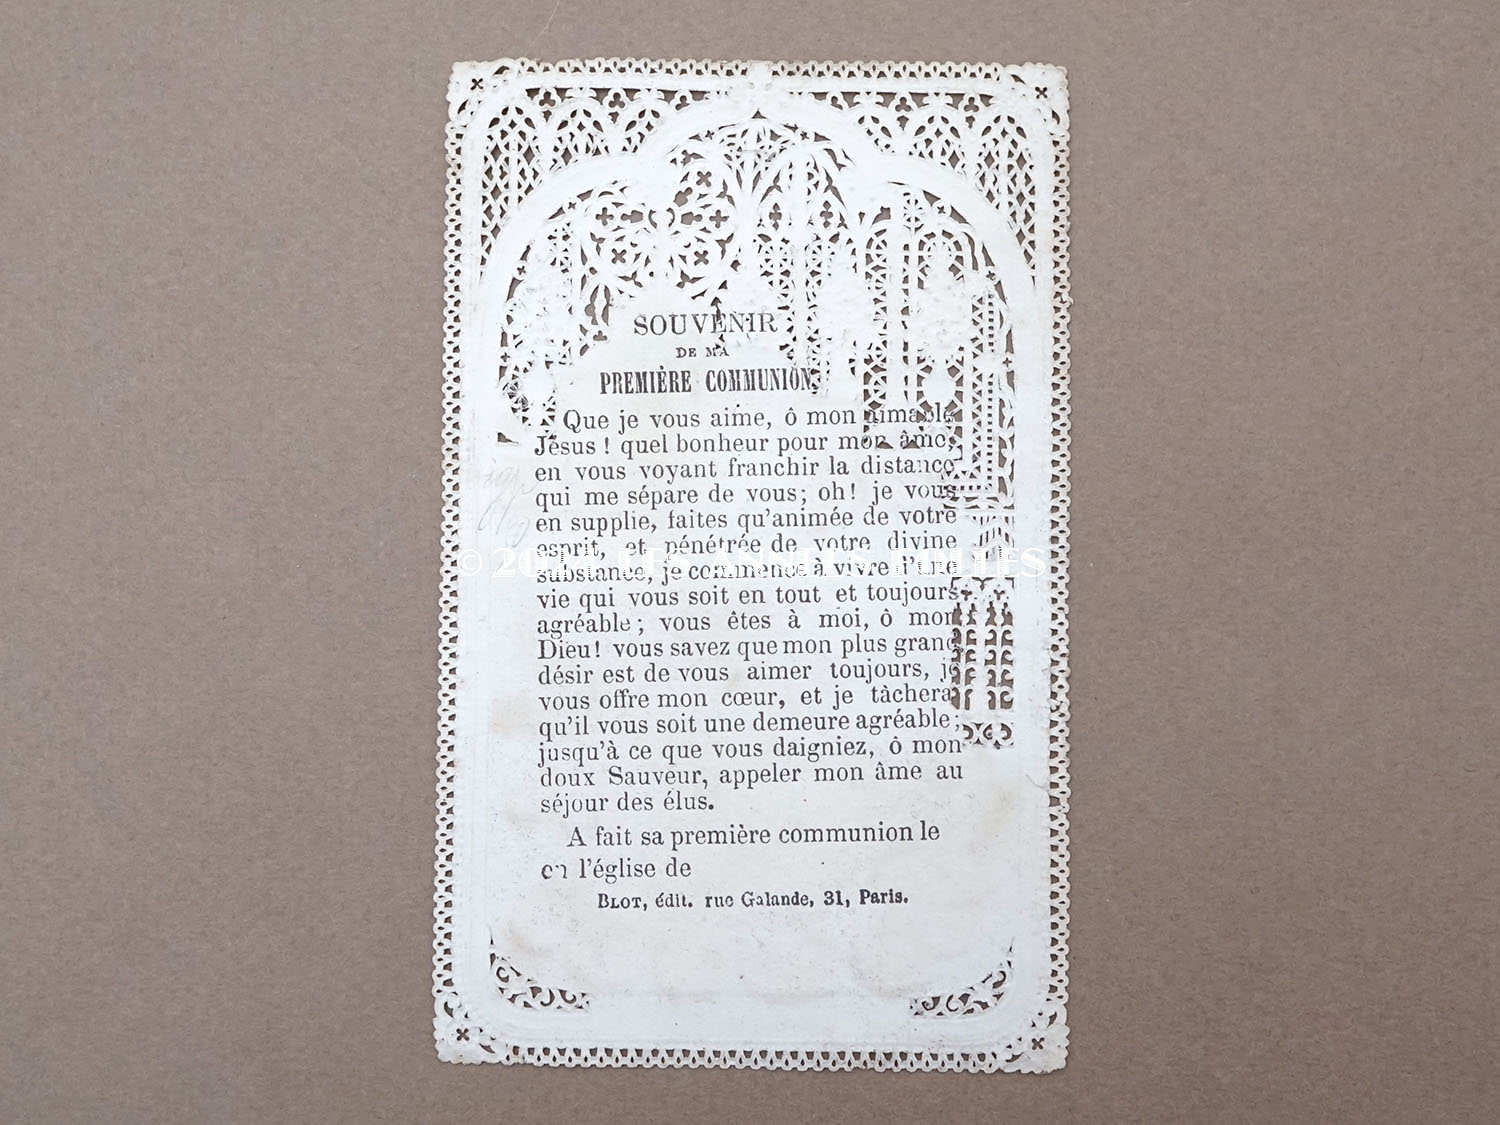 SOUVENIR
DE MA
PREMIÈRE COMMUNION.
Que je vous aime, ô mon aimable
Jésus ! quel bonheur pour mon âme,
en vous voyant franchir la distance
qui me sépare de vous; oh! je vous
en supplie, faites qu'animée de votre
esprit, et pénétrée de votre divine
substance, je commence à vivre d'une
vie qui vous soit en tout et toujours
agréable; vous êtes à moi, ô mon
Dieu! vous savez que mon plus grand
désir est de vous aimer toujours, je
vous offre mon cœur, et je tâcherai
qu'il vous soit une demeure agréable;
jusqu'à ce que vous daigniez, ô mon
doux Sauveur, appeler mon âme au
séjour des élus.
A fait sa première communion le
en l'église de
BLOT, édit. rue Galande, 31, Paris.
© 2022 LES ANNEES FOLLES